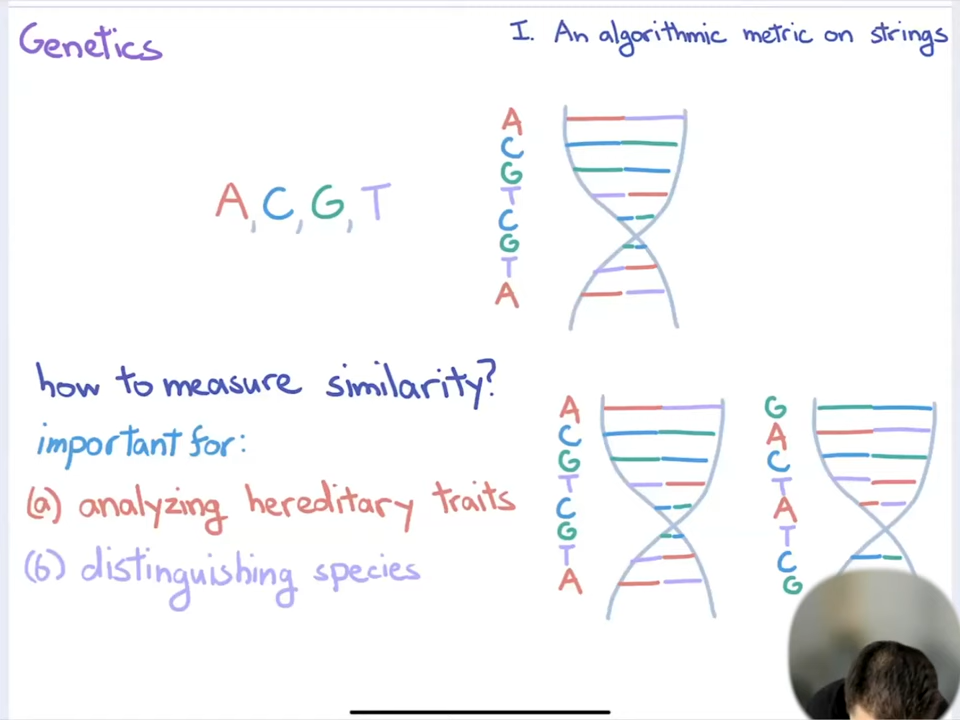 Genetics
I. An algorithmic metric on strings
A, C, G, T
A
C
G
T
C
G
T
A
how to measure similarity?
important for:
(a) analyzing hereditary traits
(b) distinguishing species
A
C
G
T
C
G
T
A
G
A
C
T
A
T
C
G